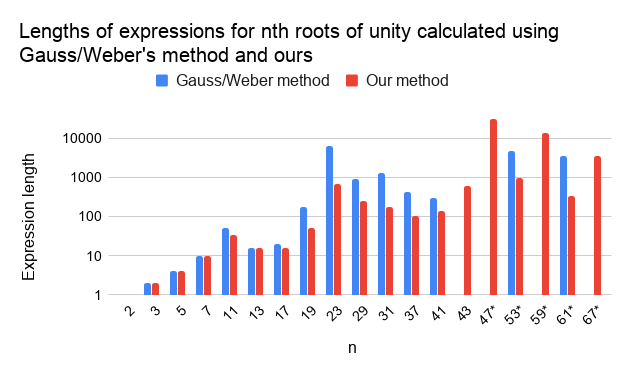 Lengths of expressions for nth roots of unity calculated using
Gauss/Weber's method and ours
Gauss/Weber method Our method
Expression length
10000
1000
100
10
1
2 3 5 7 11 13 17 19 23 29 31 37 41 43 47* 53* 59* 61* 67*
n